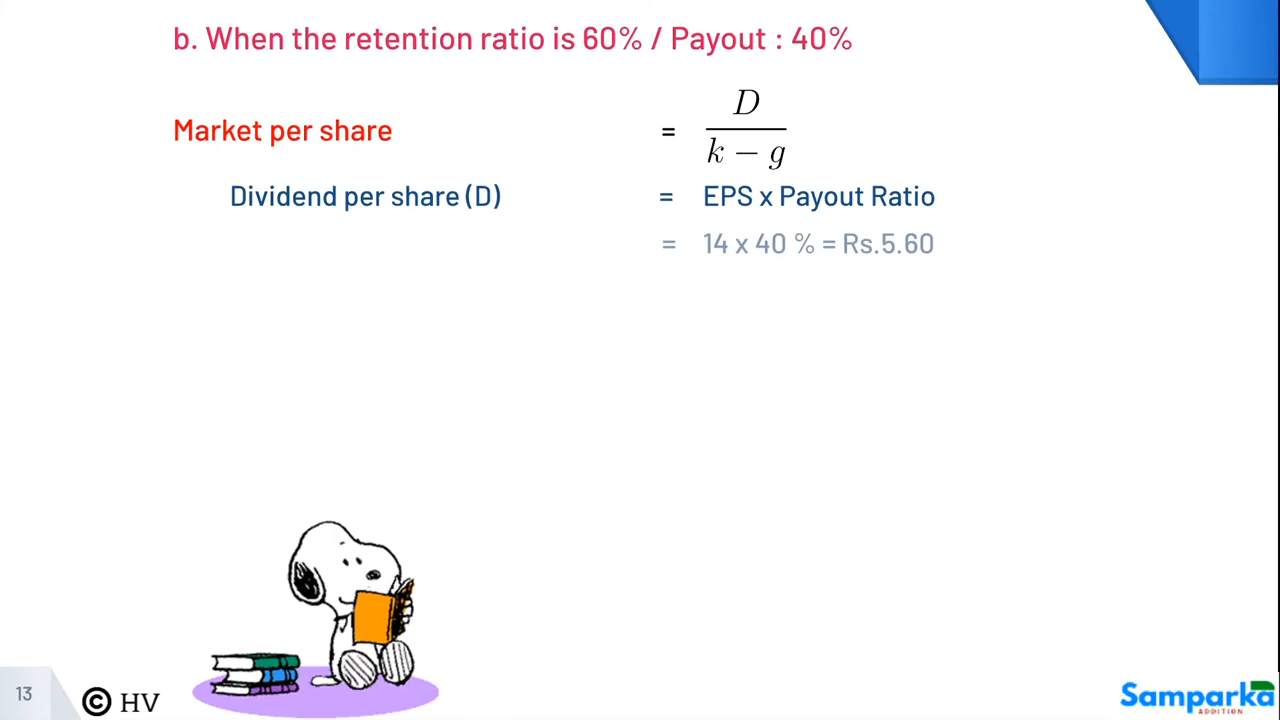 b. When the retention ratio is 60% / Payout : 40%
Market per share = D / k − g
Dividend per share (D) = EPS x Payout Ratio
= 14 x 40 % = Rs.5.60
13
© HV
Samparka
ADDITION